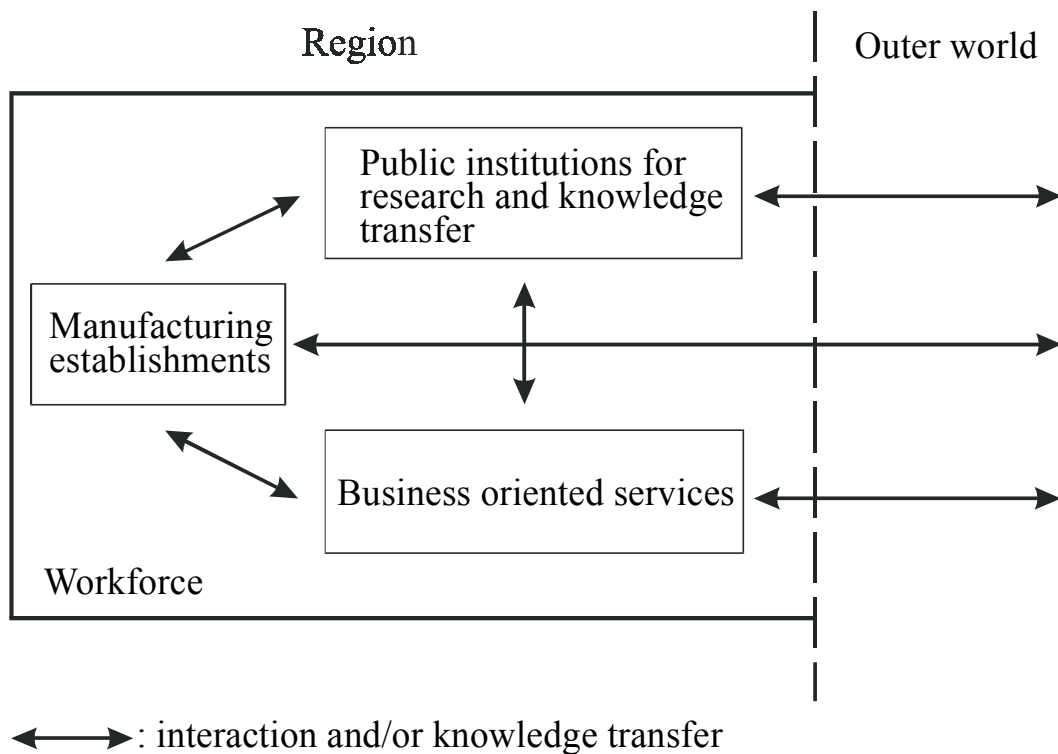 Region
Outer world
Public institutions for
research and knowledge
transfer
Manufacturing
establishments
Business oriented services
Workforce
: interaction and/or knowledge transfer